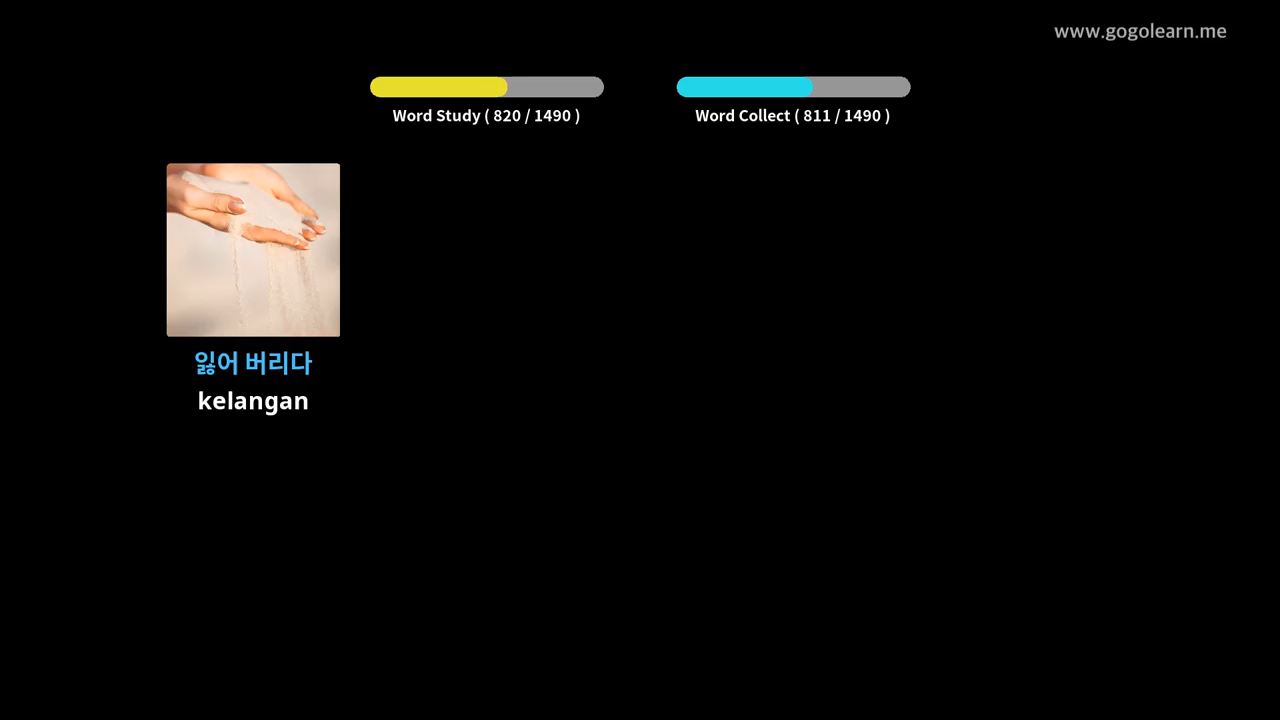 www.gogolearn.me
Word Study ( 820 / 1490 )
Word Collect ( 811 / 1490 )
잃어 버리다
kelangan